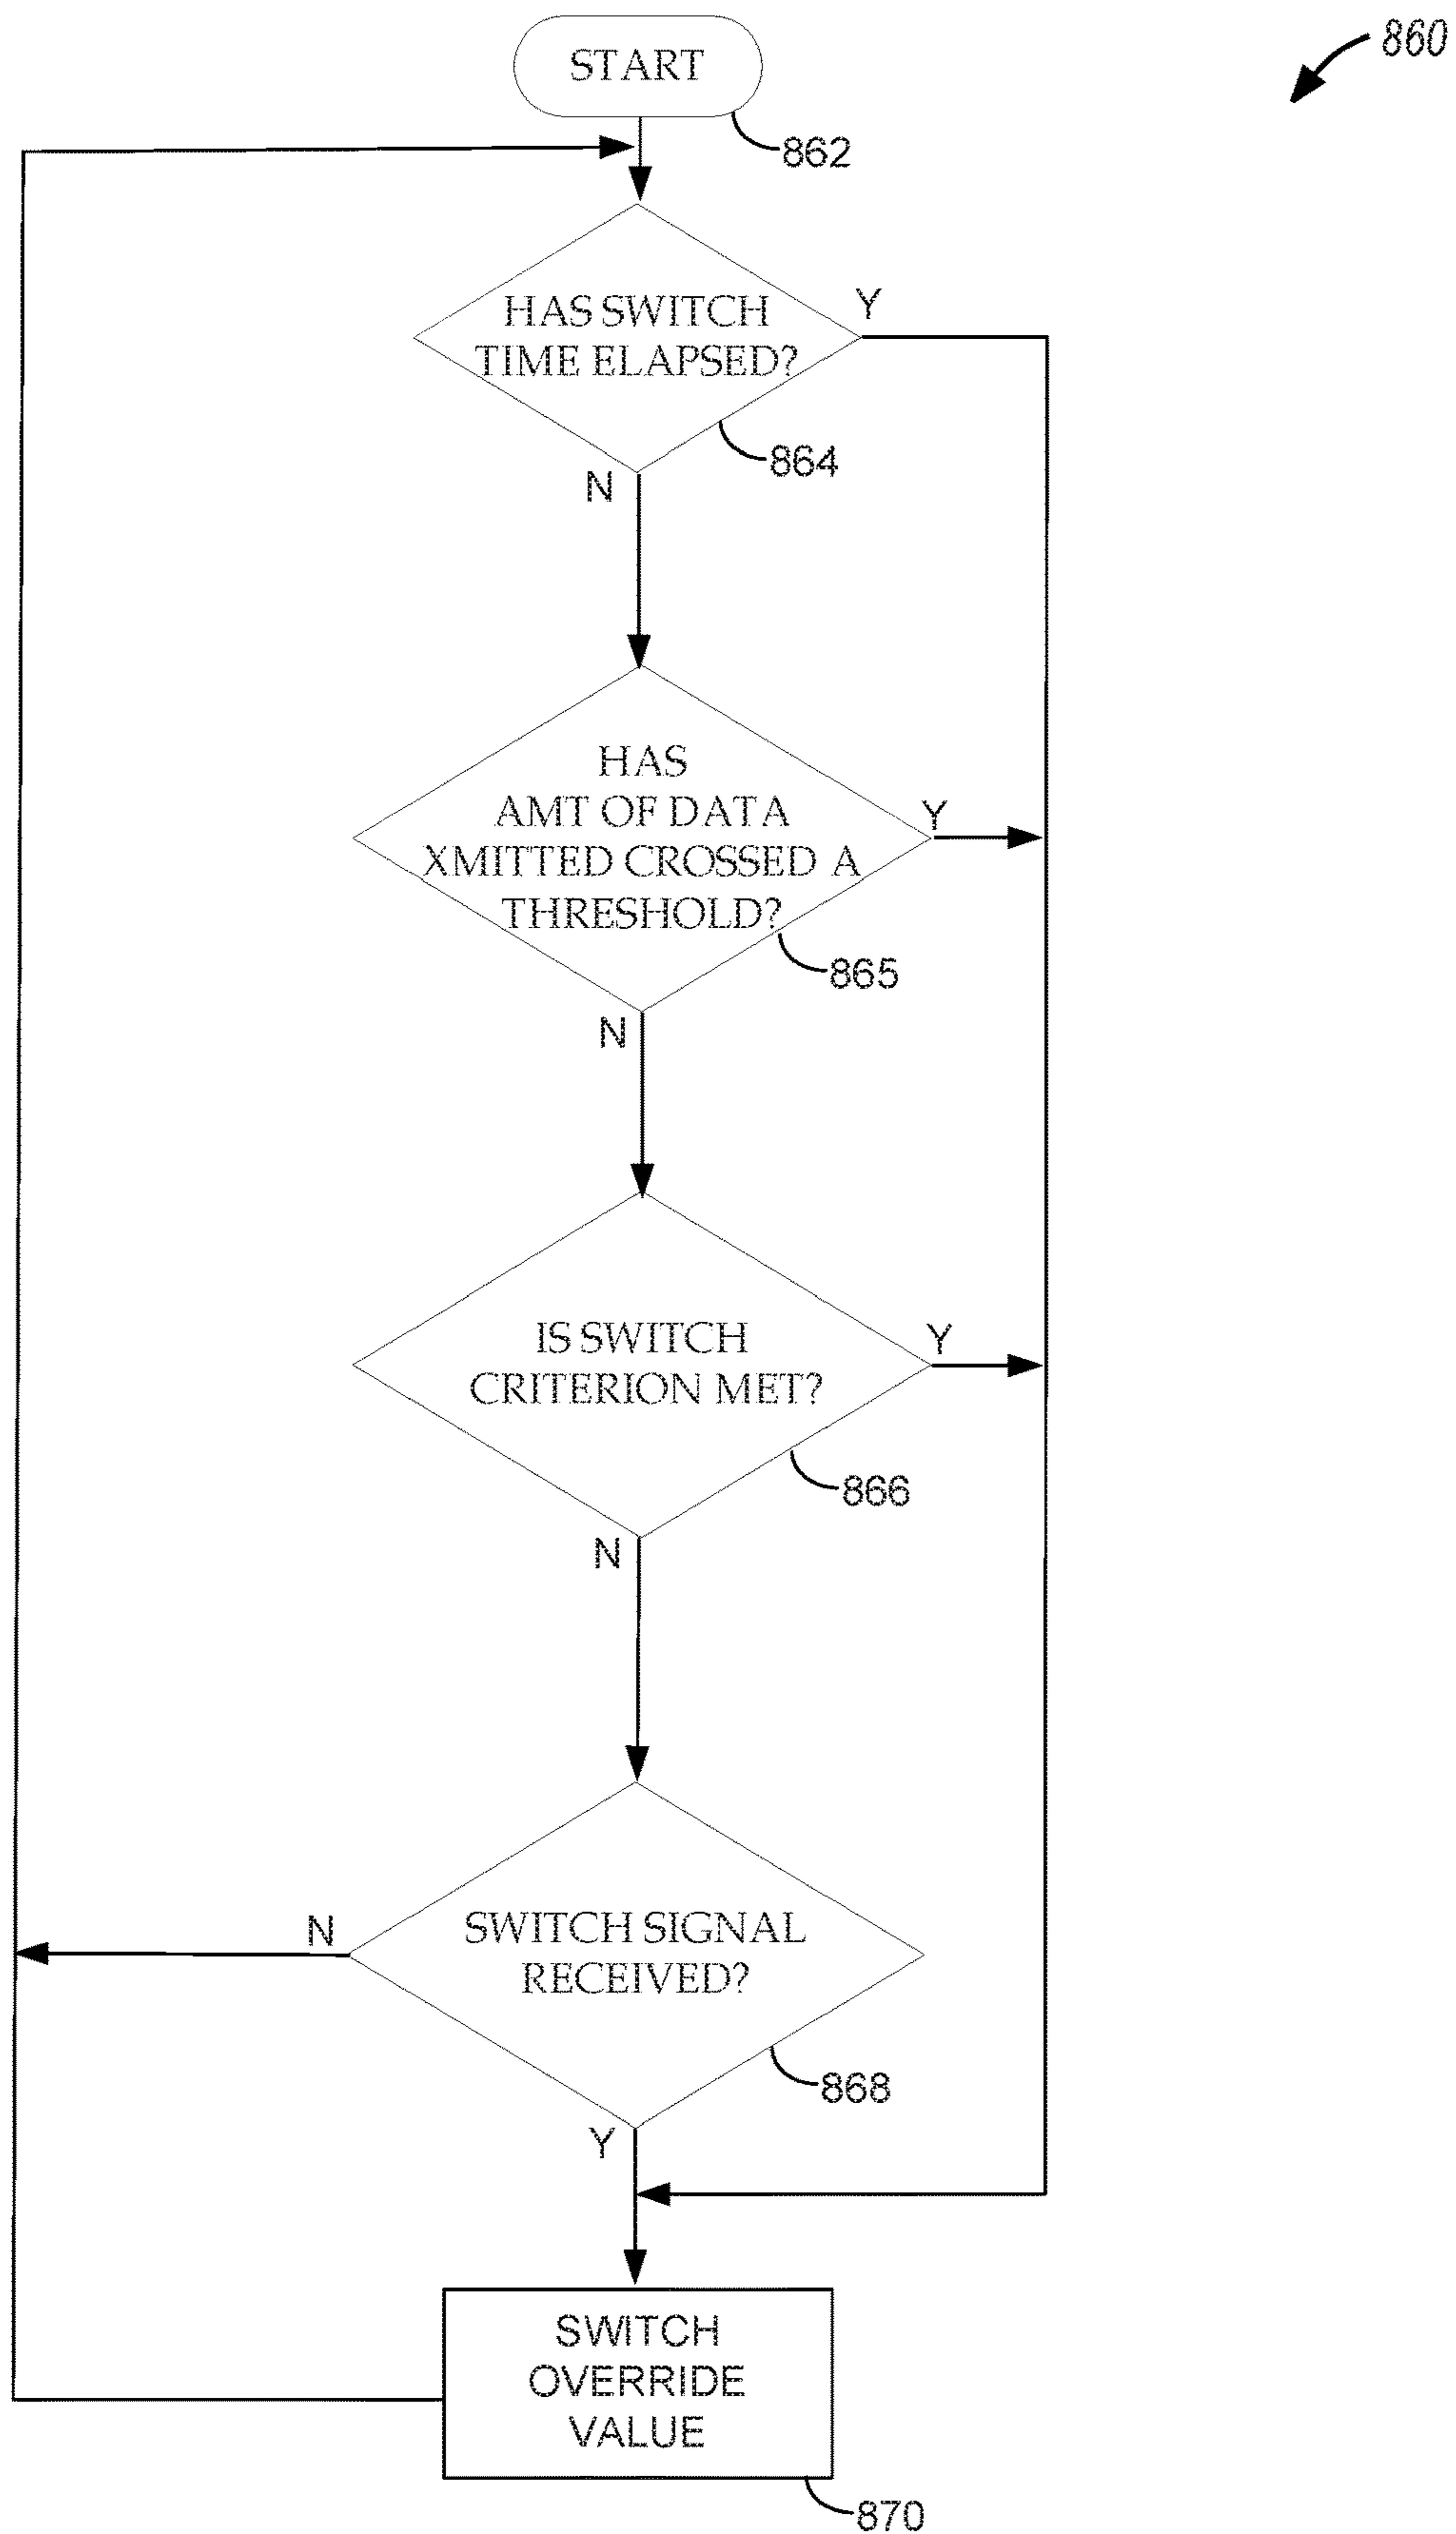 860
START
862
HAS SWITCH
TIME ELAPSED?
Y
864
N
HAS
AMT OF DATA
XMITTED CROSSED A
THRESHOLD?
Y
865
N
IS SWITCH
CRITERION MET?
Y
866
N
SWITCH SIGNAL
RECEIVED?
N
868
Y
SWITCH
OVERRIDE
VALUE
870